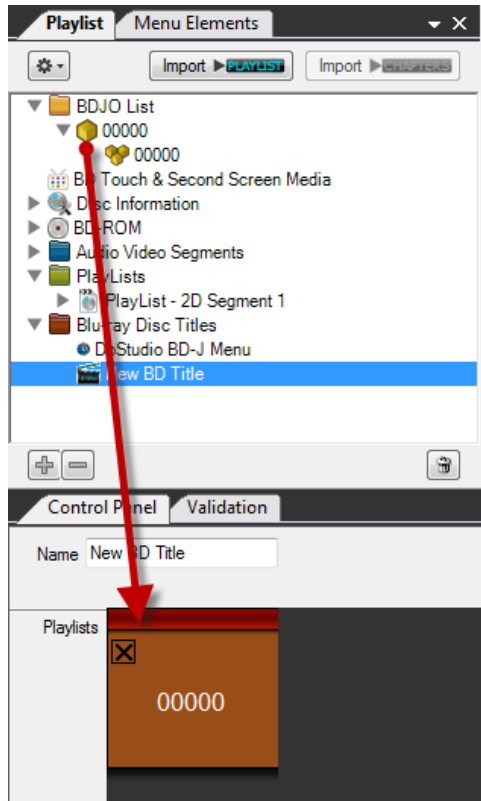 Playlist Menu Elements
Import PLAYLIST Import CHAPTERS
BDJO List
00000
00000
BD Touch & Second Screen Media
Disc Information
BD-ROM
Audio Video Segments
PlayLists
PlayList - 2D Segment 1
Blu-ray Disc Titles
DoStudio BD-J Menu
New BD Title
Control Panel Validation
Name New BD Title
Playlists
00000